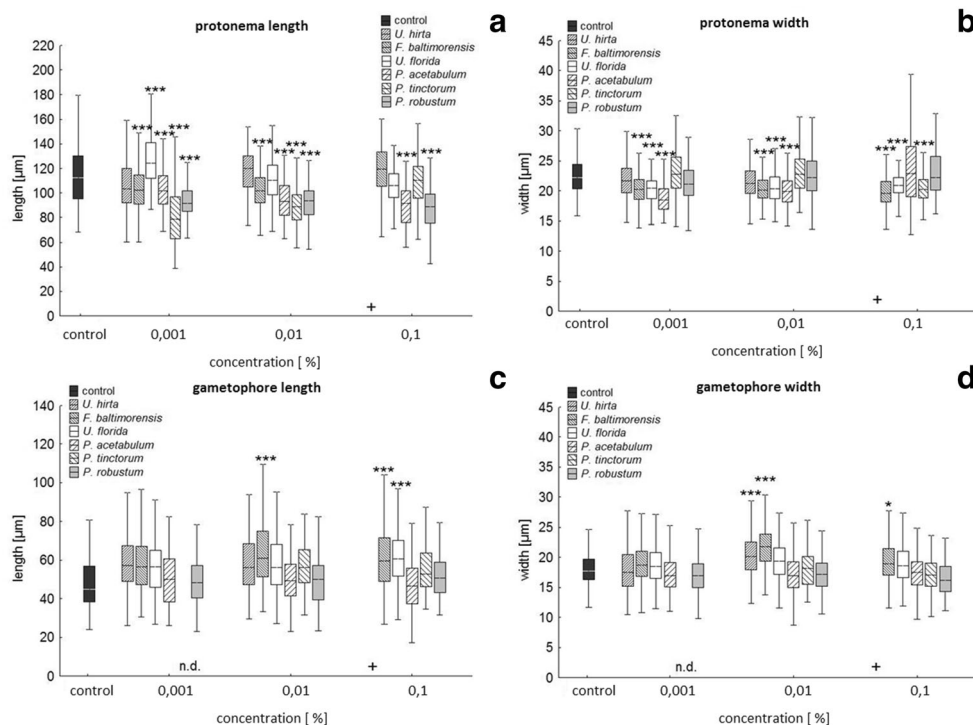 protonema length
a
control
U. hirta
F. baltimorensis
U. florida
P. acetabulum
P. tinctorum
P. robustum
220
200
180
160
140
120
100
80
60
40
20
0
length [µm]
***
***
***
***
***
***
***
***
***
***
***
***
+
control
0,001
0,01
0,1
concentration [ %]
protonema width
b
control
U. hirta
F. baltimorensis
U. florida
P. acetabulum
P. tinctorum
P. robustum
45
40
35
30
25
20
15
10
5
0
width [µm]
***
***
***
***
***
***
***
***
***
+
control
0,001
0,01
0,1
concentration [ %]
gametophore length
c
control
U. hirta
F. baltimorensis
U. florida
P. acetabulum
P. tinctorum
P. robustum
140
120
100
80
60
40
20
0
length [µm]
***
***
***
n.d.
+
control
0,001
0,01
0,1
concentration [ %]
gametophore width
d
control
U. hirta
F. baltimorensis
U. florida
P. acetabulum
P. tinctorum
P. robustum
45
40
35
30
25
20
15
10
5
0
width [µm]
***
***
*
n.d.
+
control
0,001
0,01
0,1
concentration [ %]